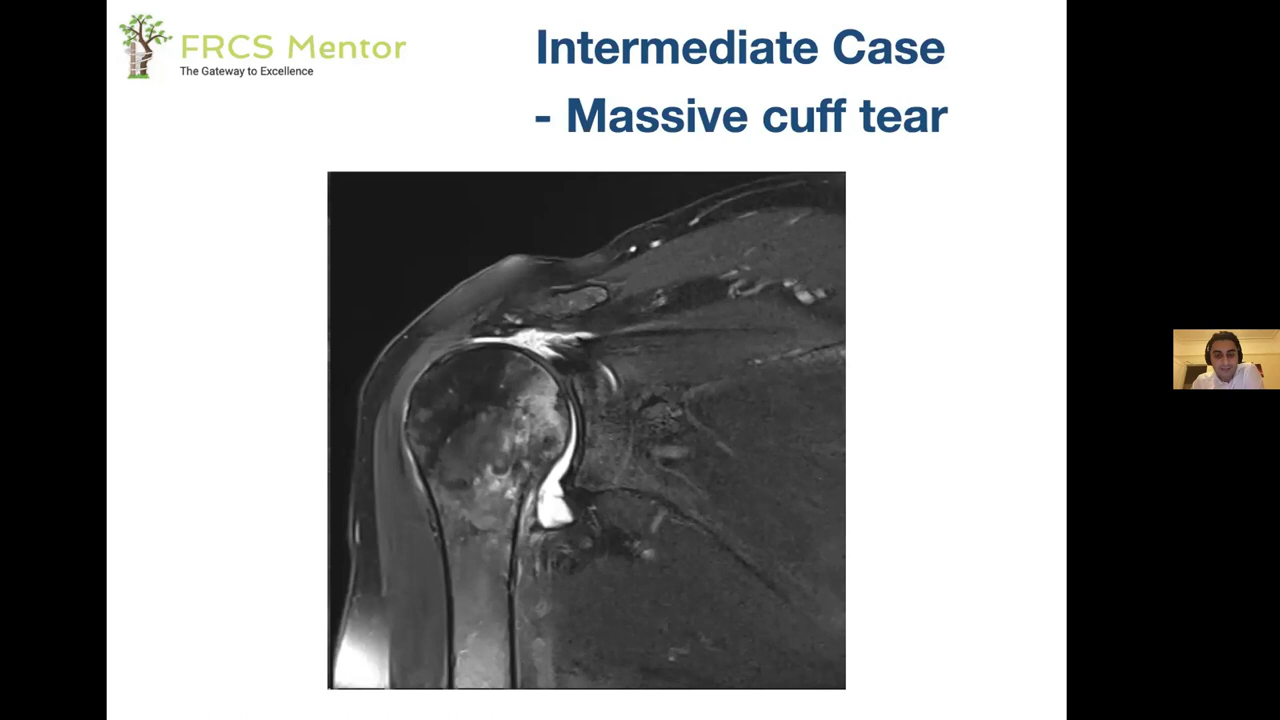 FRCS Mentor
The Gateway to Excellence
Intermediate Case
- Massive cuff tear